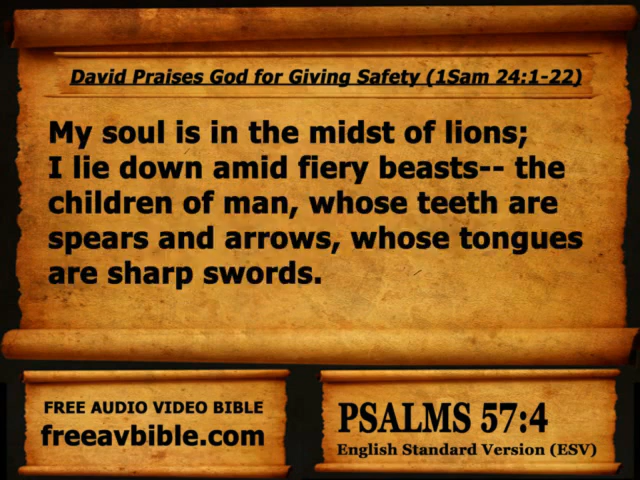 David Praises God for Giving Safety (1Sam 24:1-22)
My soul is in the midst of lions;
I lie down amid fiery beasts-- the
children of man, whose teeth are
spears and arrows, whose tongues
are sharp swords.
FREE AUDIO VIDEO BIBLE
freeavbible.com
PSALMS 57:4
English Standard Version (ESV)